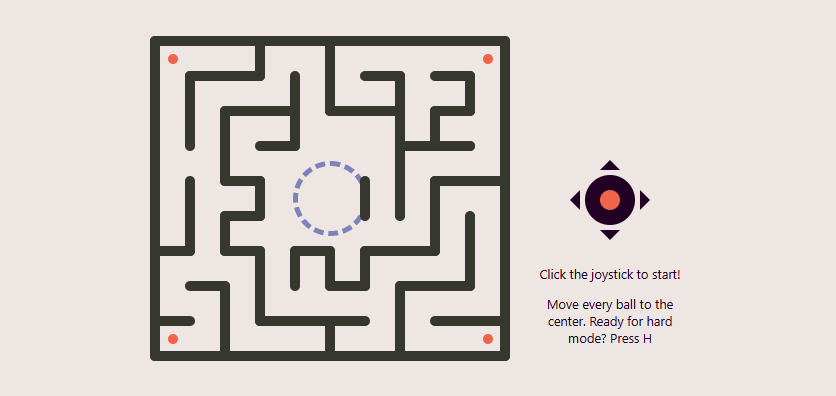 Click the joystick to start!
Move every ball to the
center. Ready for hard
mode? Press H